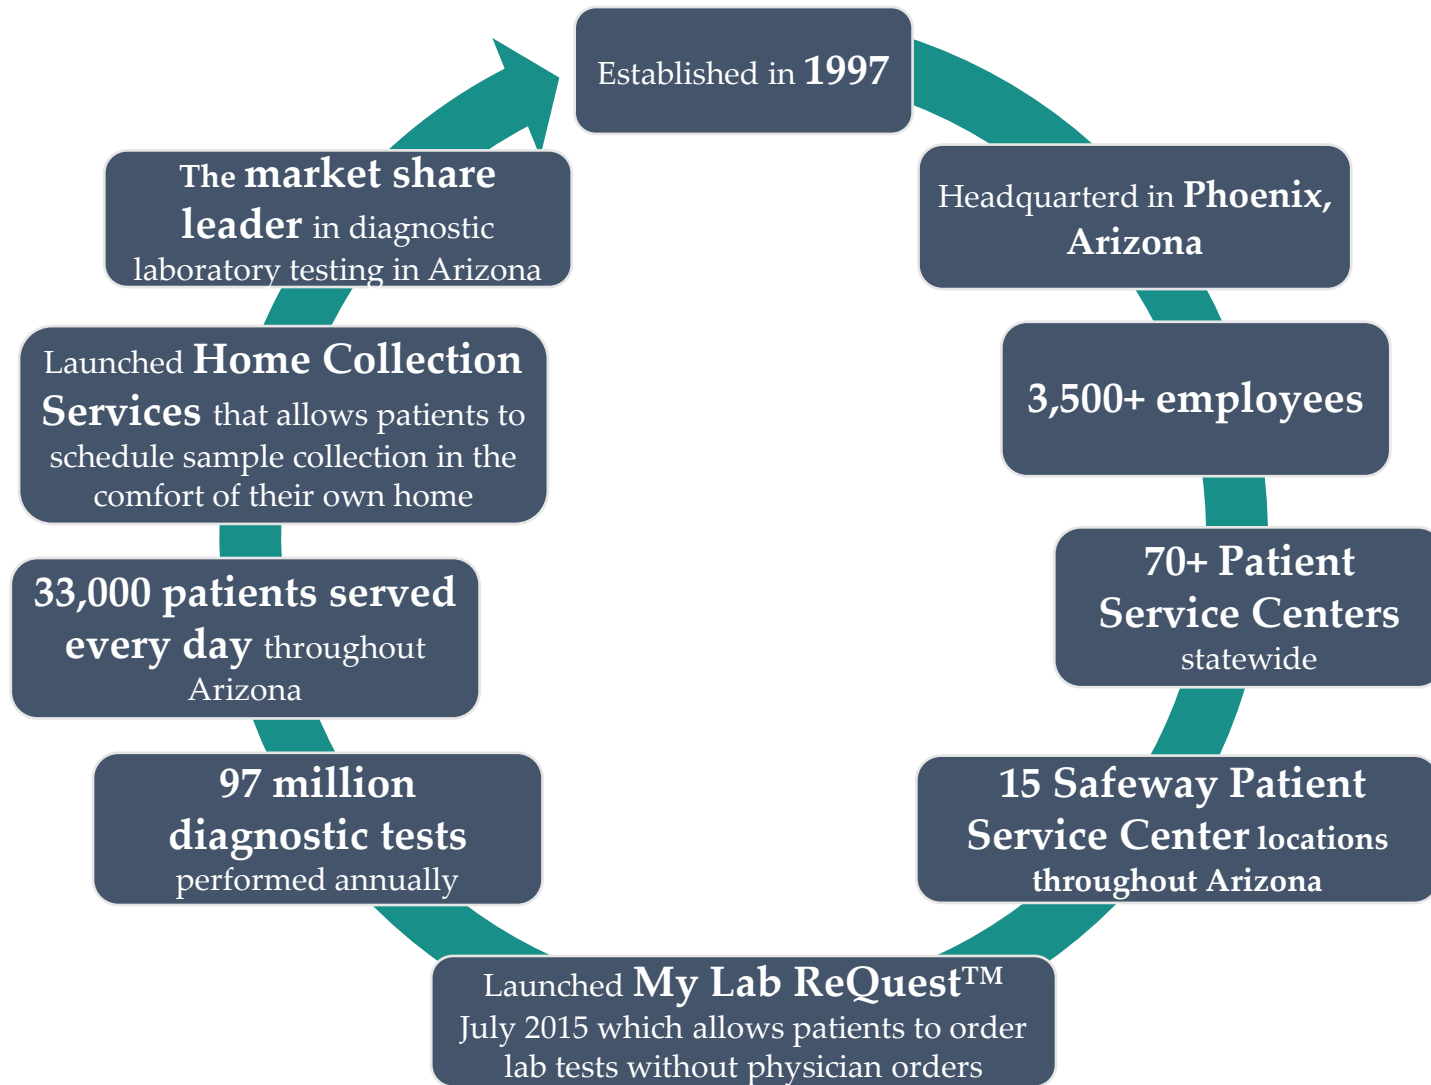 Established in 1997
Headquarterd in Phoenix,
Arizona
3,500+ employees
70+ Patient
Service Centers
statewide
15 Safeway Patient
Service Center locations
throughout Arizona
Launched My Lab ReQuest™
July 2015 which allows patients to order
lab tests without physician orders
97 million
diagnostic tests
performed annually
33,000 patients served
every day throughout
Arizona
Launched Home Collection
Services that allows patients to
schedule sample collection in the
comfort of their own home
The market share
leader in diagnostic
laboratory testing in Arizona